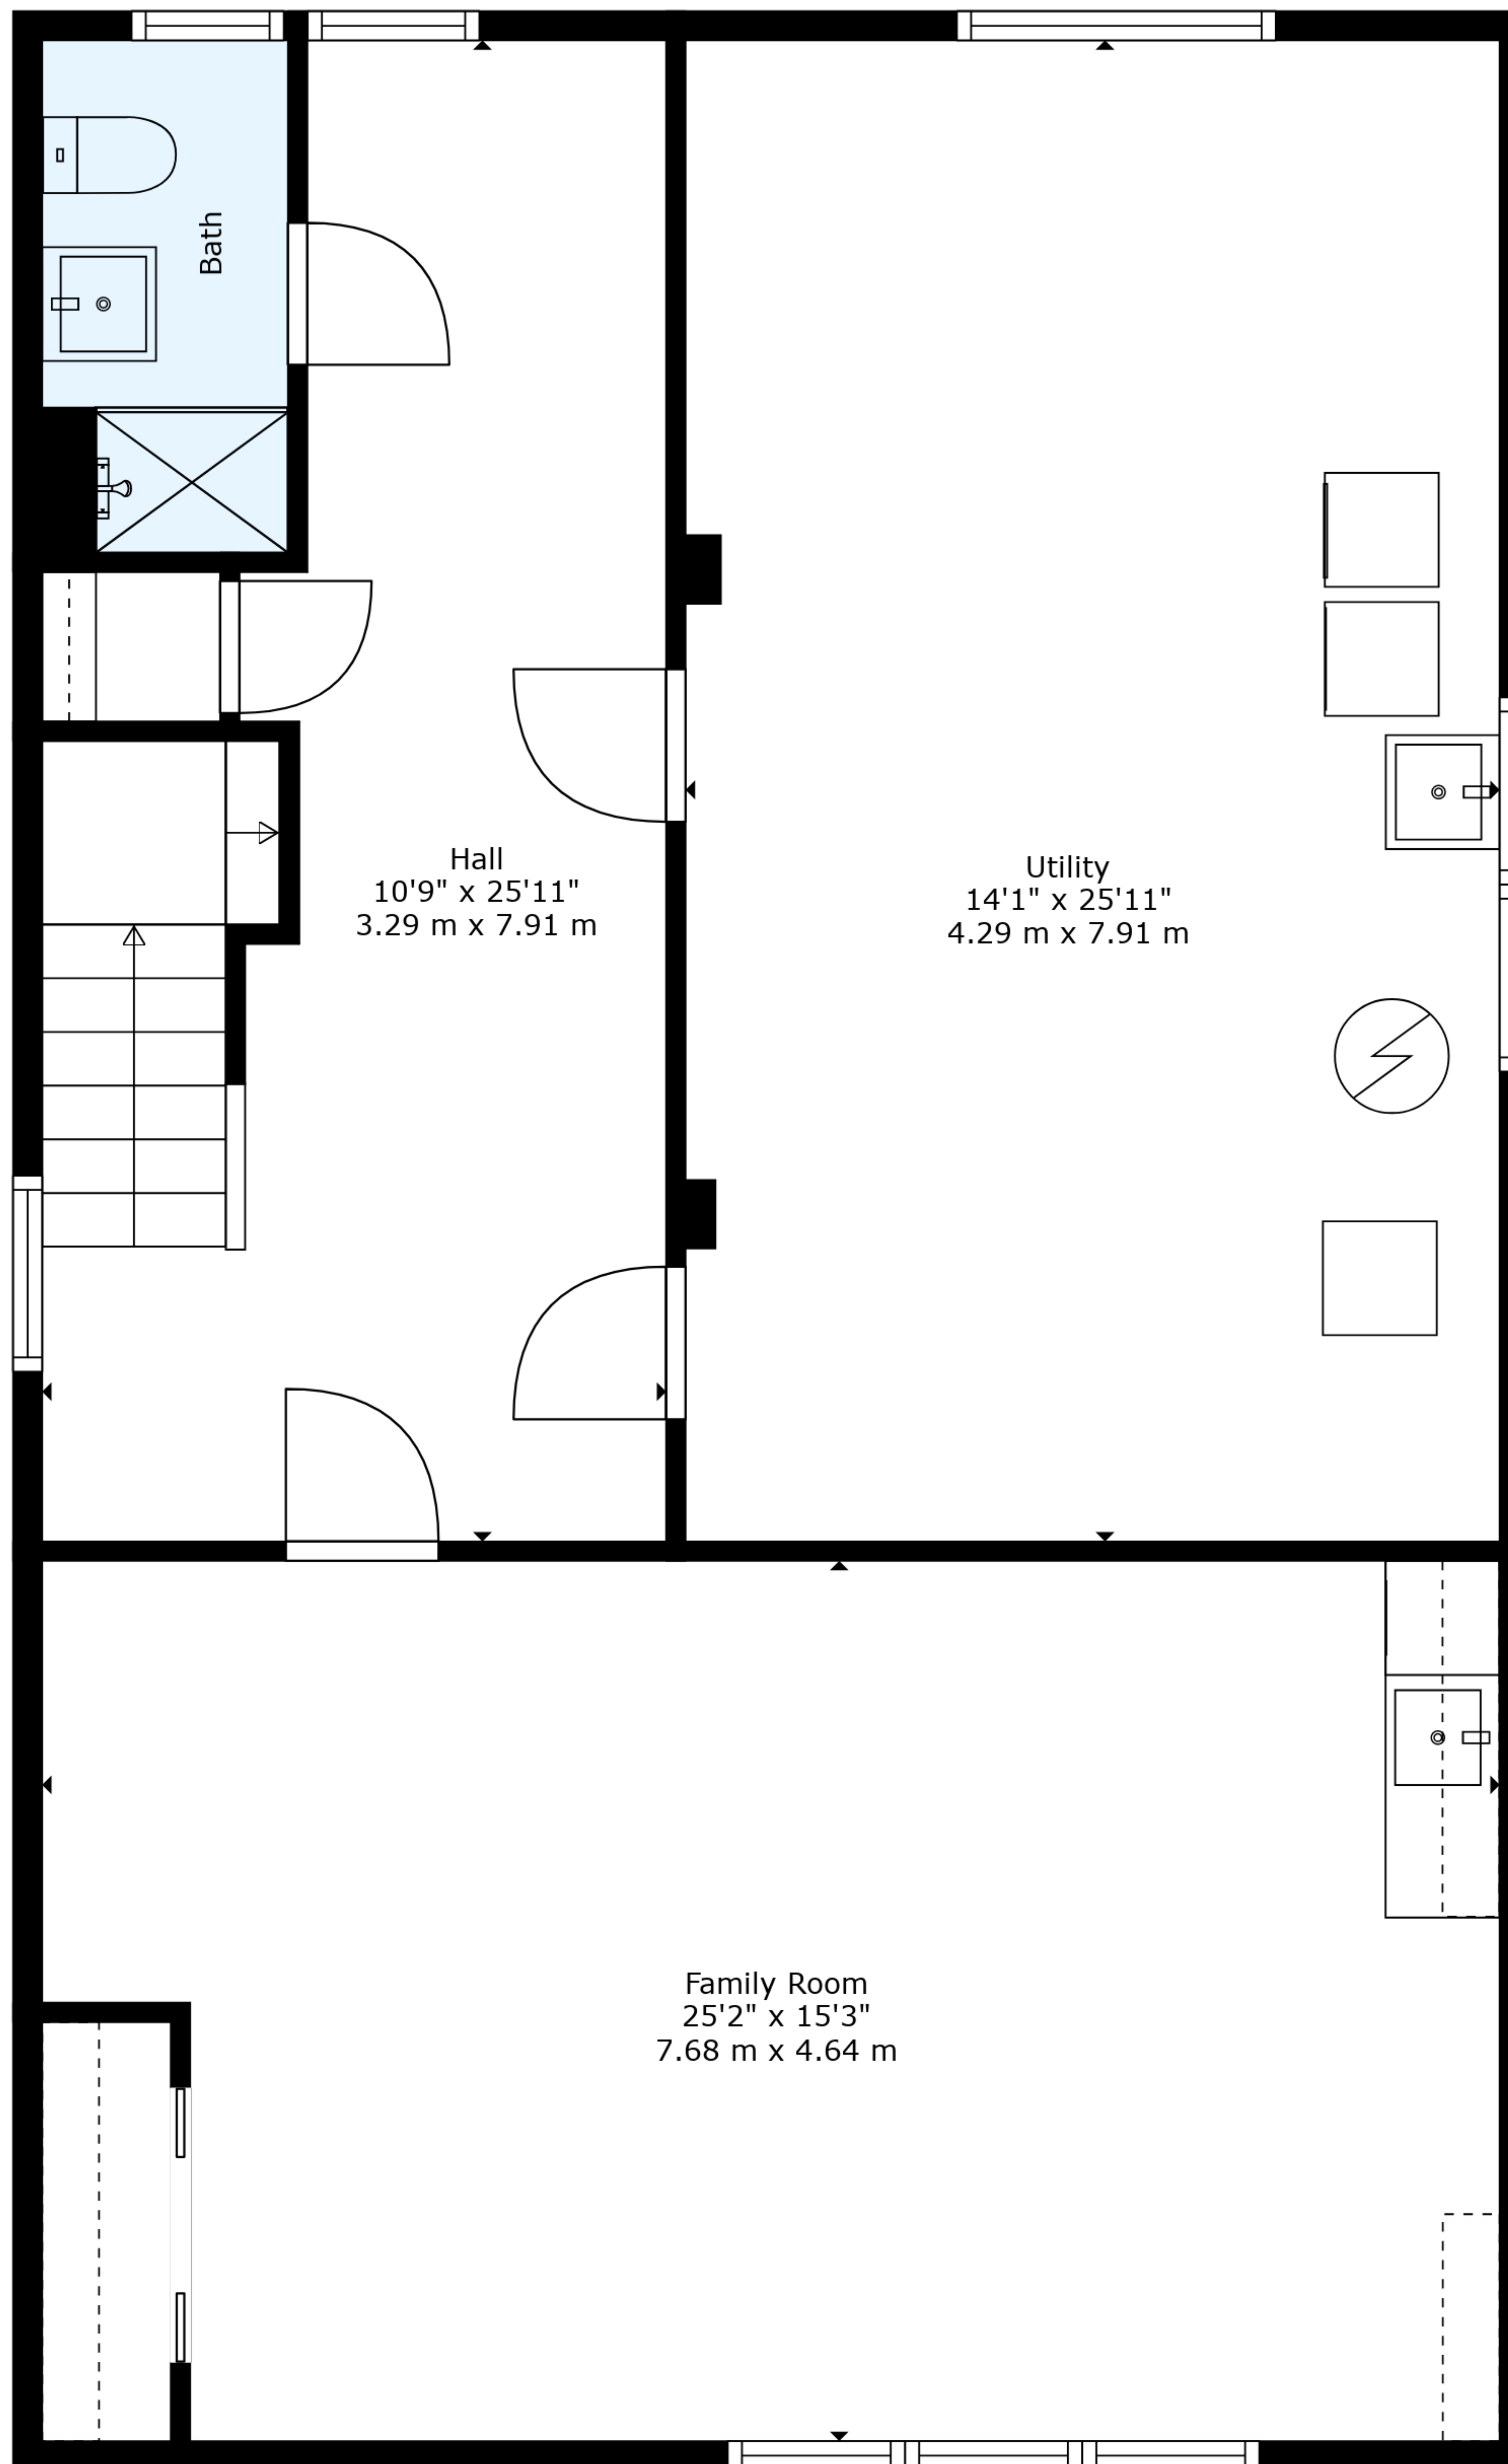 Bath
Hall
10'9" x 25'11"
3.29 m x 7.91 m
Utility
14'1" x 25'11"
4.29 m x 7.91 m
Family Room
25'2" x 15'3"
7.68 m x 4.64 m